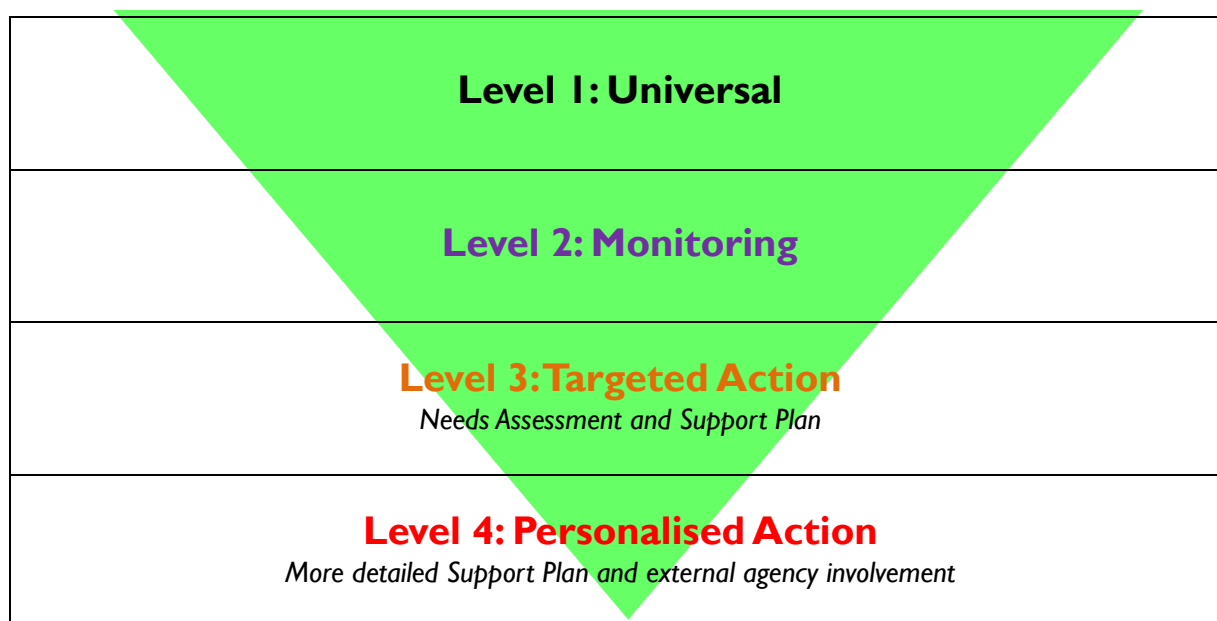 Level 1: Universal
Level 2: Monitoring
Level 3: Targeted Action
Needs Assessment and Support Plan
Level 4: Personalised Action
More detailed Support Plan and external agency involvement